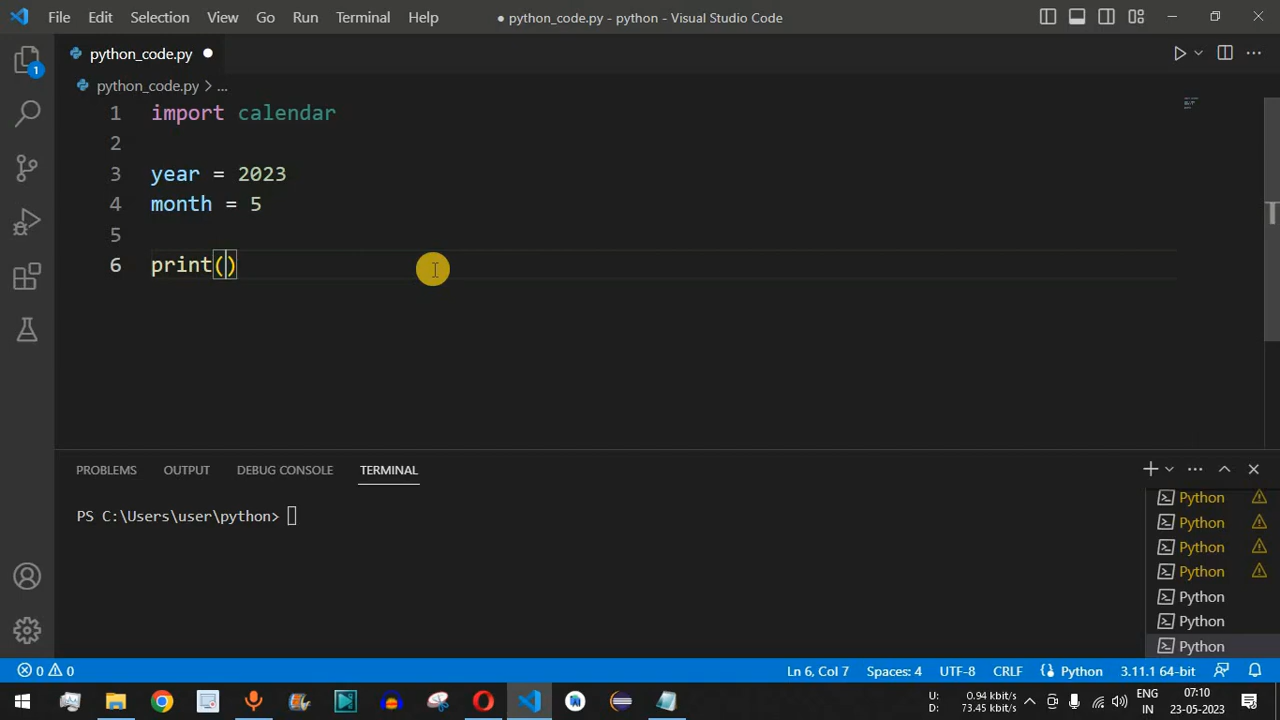 File Edit Selection View Go Run Terminal Help
● python_code.py - python - Visual Studio Code
python_code.py ●
python_code.py > ...
1 import calendar
2
3 year = 2023
4 month = 5
5
6 print()
PROBLEMS OUTPUT DEBUG CONSOLE TERMINAL
PS C:\Users\user\python>
Python
Python
Python
Python
Python
Python
Python
1
0 0
Ln 6, Col 7 Spaces: 4 UTF-8 CRLF Python 3.11.1 64-bit
U: 0.94 kbit/s
D: 73.45 kbit/s
ENG
IN
07:10
23-05-2023